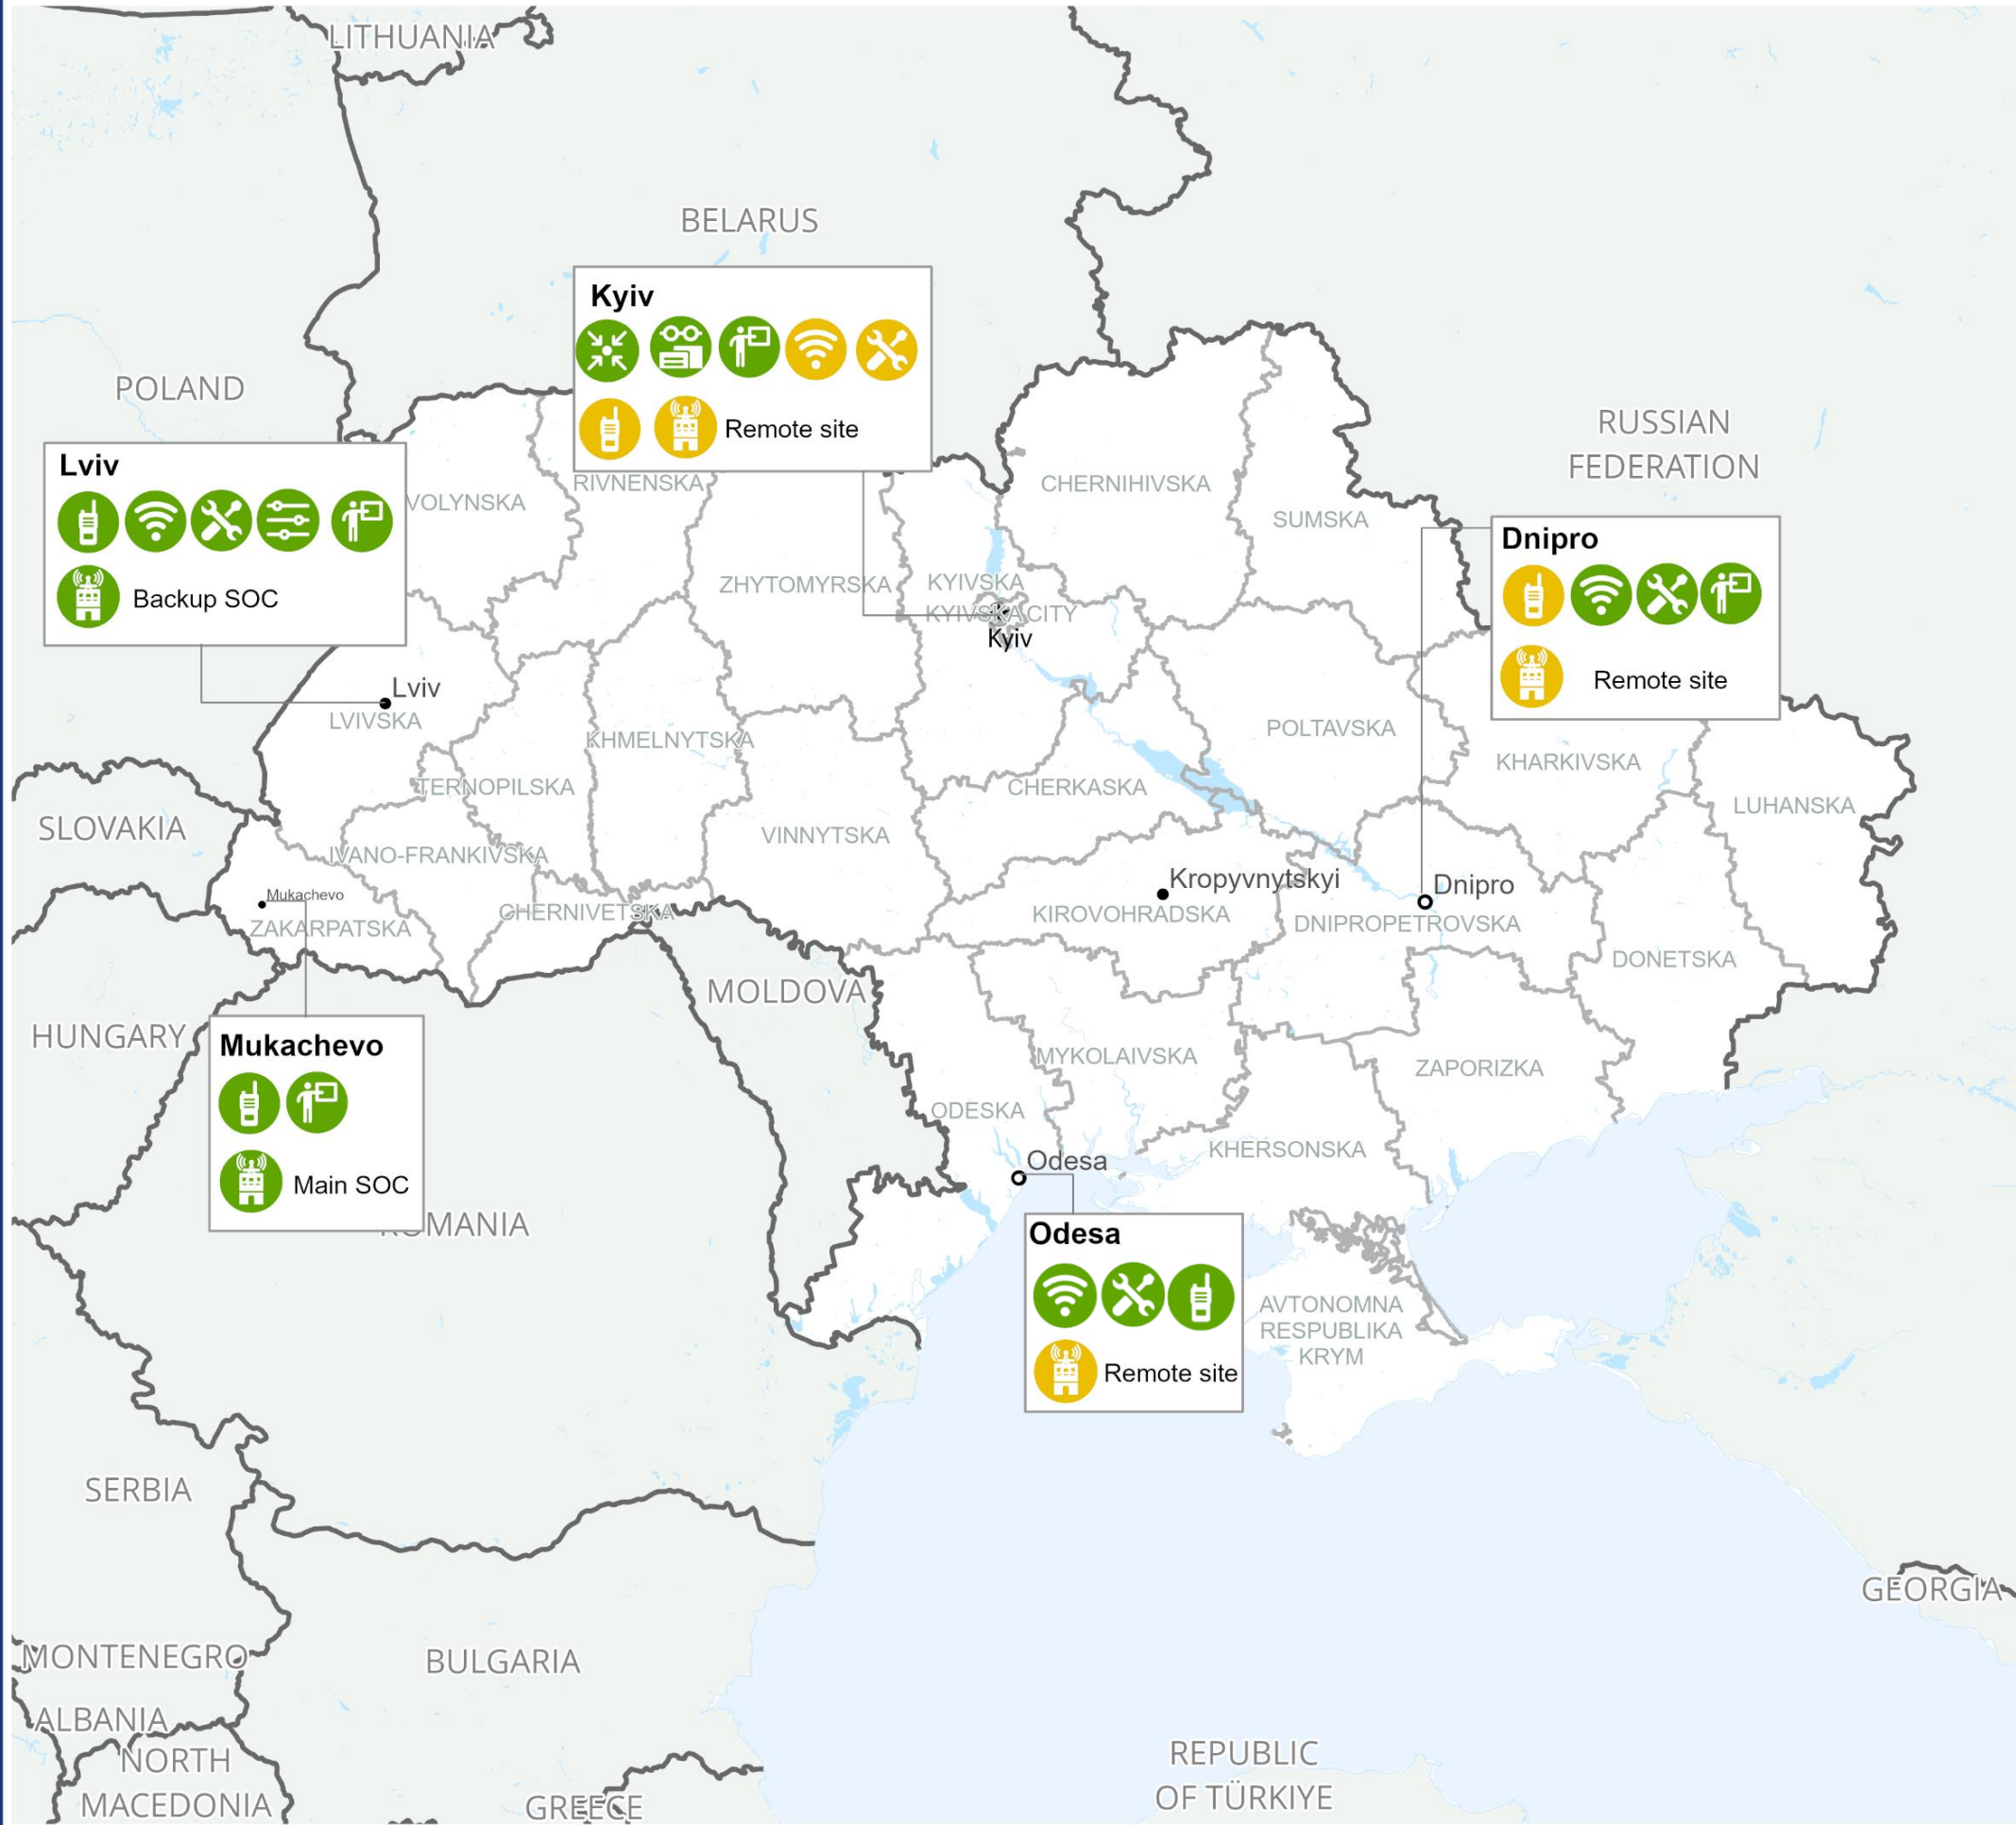 LITHUANIA
BELARUS
POLAND
Kyiv
Remote site
RUSSIAN
FEDERATION
Lviv
Backup SOC
VOLYNSKA
RIVNENSKA
CHERNIHIVSKA
SUMSKA
Dnipro
Remote site
ZHYTOMYRSKA
KYIVSKA
KYIVSKA CITY
Kyiv
Lviv
LVIVSKA
KHMELNYTSKA
POLTAVSKA
KHARKIVSKA
TERNOPILSKA
CHERKASKA
LUHANSKA
SLOVAKIA
VINNYTSKA
IVANO-FRANKIVSKA
Mukachevo
ZAKARPATSKA
CHERNIVETSKA
Kropyvnytskyi
KIROVOHRADSKA
Dnipro
DNIPROPETROVSKA
DONETSKA
MOLDOVA
HUNGARY
Mukachevo
Main SOC
MYKOLAIVSKA
ZAPORIZKA
ODESKA
KHERSONSKA
Odesa
ROMANIA
Odesa
Remote site
AVTONOMNA
RESPUBLIKA
KRYM
SERBIA
GEORGIA
MONTENEGRO
BULGARIA
ALBANIA
NORTH
MACEDONIA
GREECE
REPUBLIC
OF TÜRKIYE